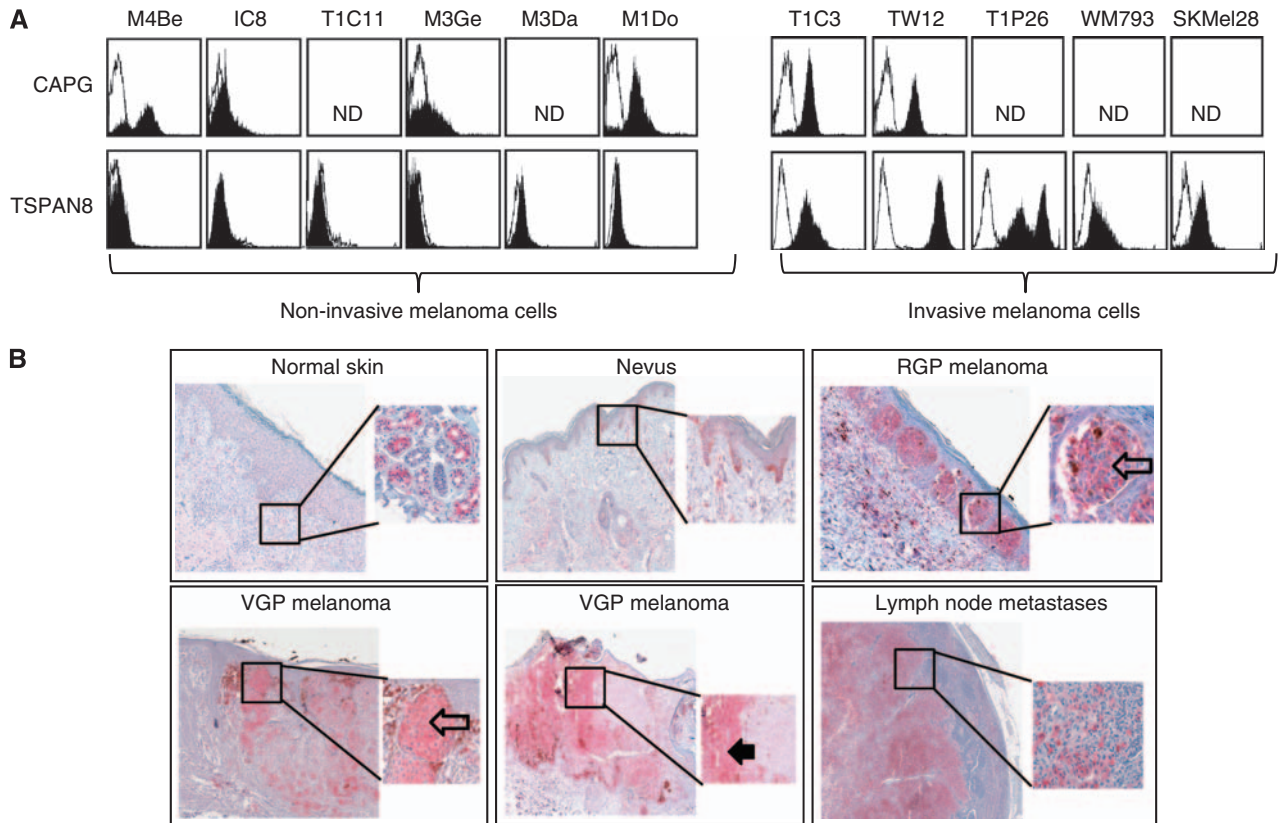 A
M4Be IC8 T1C11 M3Ge M3Da M1Do T1C3 TW12 T1P26 WM793 SKMel28
CAPG
ND ND ND ND ND
TSPAN8
Non-invasive melanoma cells Invasive melanoma cells
B
Normal skin Nevus RGP melanoma
VGP melanoma VGP melanoma Lymph node metastases